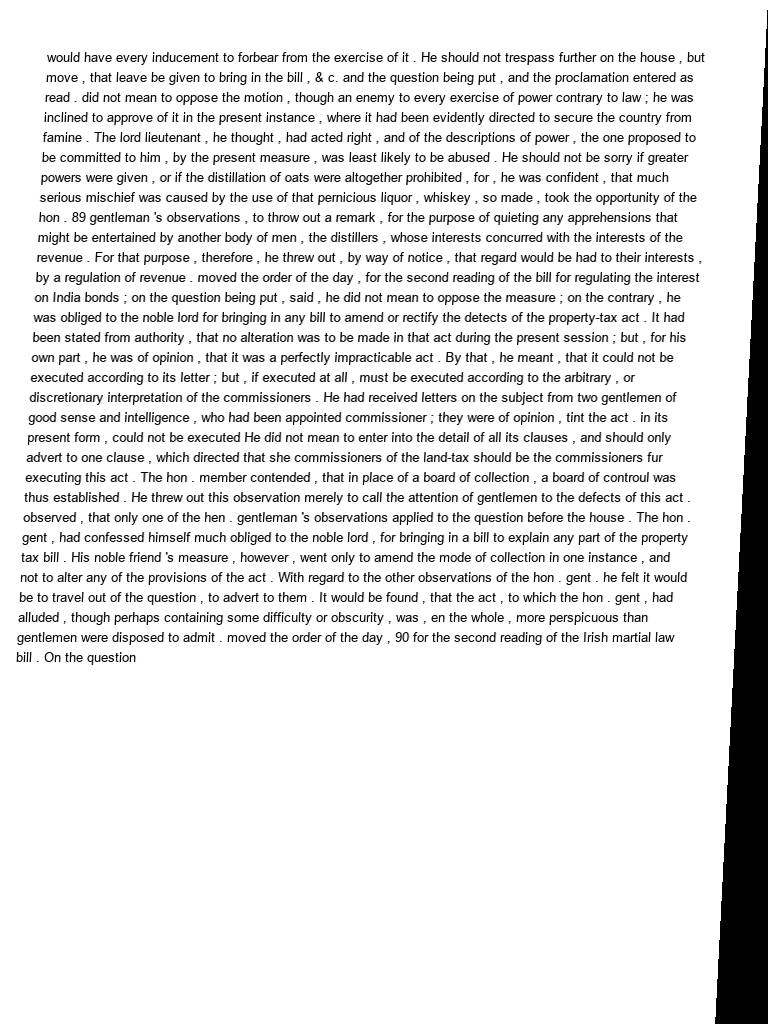 would have every inducement to forbear from the exercise of it . He should not trespass further on the house , but
move , that leave be given to bring in the bill , & c. and the question being put , and the proclamation entered as
read . did not mean to oppose the motion , though an enemy to every exercise of power contrary to law ; he was
inclined to approve of it in the present instance , where it had been evidently directed to secure the country from
famine . The lord lieutenant , he thought , had acted right , and of the descriptions of power , the one proposed to
be committed to him , by the present measure , was least likely to be abused . He should not be sorry if greater
powers were given , or if the distillation of oats were altogether prohibited , for , he was confident , that much
serious mischief was caused by the use of that pernicious liquor , whiskey , so made , took the opportunity of the
hon . 89 gentleman 's observations , to throw out a remark , for the purpose of quieting any apprehensions that
might be entertained by another body of men , the distillers , whose interests concurred with the interests of the
revenue . For that purpose , therefore , he threw out , by way of notice , that regard would be had to their interests ,
by a regulation of revenue . moved the order of the day , for the second reading of the bill for regulating the interest
on India bonds ; on the question being put , said , he did not mean to oppose the measure ; on the contrary , he
was obliged to the noble lord for bringing in any bill to amend or rectify the detects of the property-tax act . It had
been stated from authority , that no alteration was to be made in that act during the present session ; but , for his
own part , he was of opinion , that it was a perfectly impracticable act . By that , he meant , that it could not be
executed according to its letter ; but , if executed at all , must be executed according to the arbitrary , or
discretionary interpretation of the commissioners . He had received letters on the subject from two gentlemen of
good sense and intelligence , who had been appointed commissioner ; they were of opinion , tint the act . in its
present form , could not be executed He did not mean to enter into the detail of all its clauses , and should only
advert to one clause , which directed that she commissioners of the land-tax should be the commissioners fur
executing this act . The hon . member contended , that in place of a board of collection , a board of controul was
thus established . He threw out this observation merely to call the attention of gentlemen to the defects of this act .
observed , that only one of the hen . gentleman 's observations applied to the question before the house . The hon .
gent , had confessed himself much obliged to the noble lord , for bringing in a bill to explain any part of the property
tax bill . His noble friend 's measure , however , went only to amend the mode of collection in one instance , and
not to alter any of the provisions of the act . With regard to the other observations of the hon . gent . he felt it would
be to travel out of the question , to advert to them . It would be found , that the act , to which the hon . gent , had
alluded , though perhaps containing some difficulty or obscurity , was , en the whole , more perspicuous than
gentlemen were disposed to admit . moved the order of the day , 90 for the second reading of the Irish martial law
bill . On the question